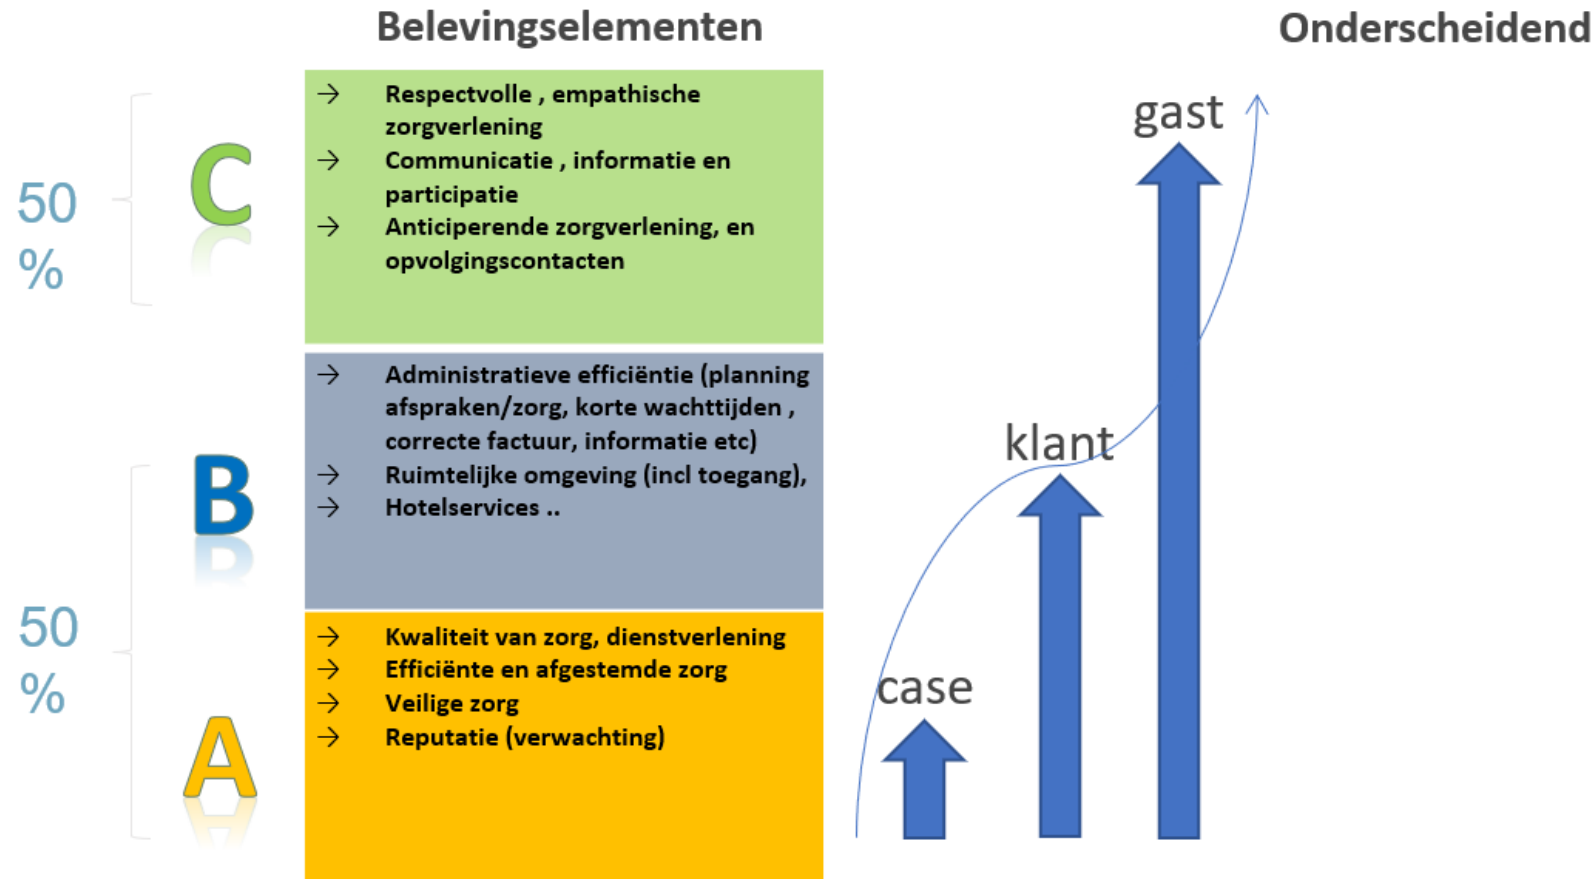 Belevingselementen
Onderscheidend
50
%
C
→ Respectvolle , empathische
zorgverlening
→ Communicatie , informatie en
participatie
→ Anticiperende zorgverlening, en
opvolgingscontacten
gast
B
→ Administratieve efficiëntie (planning
afspraken/zorg, korte wachttijden ,
correcte factuur, informatie etc)
→ Ruimtelijke omgeving (incl toegang),
→ Hotelservices ..
klant
50
%
A
→ Kwaliteit van zorg, dienstverlening
→ Efficiënte en afgestemde zorg
→ Veilige zorg
→ Reputatie (verwachting)
case